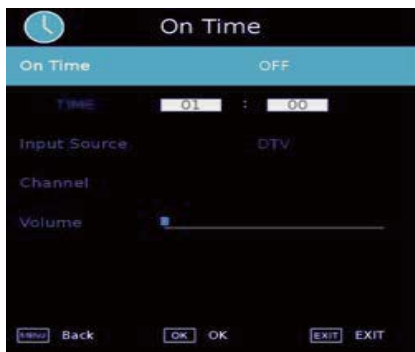 On Time
On Time OFF
TIME 01 : 00
Input Source DTV
Channel
Volume
MENU Back OK OK EXIT EXIT